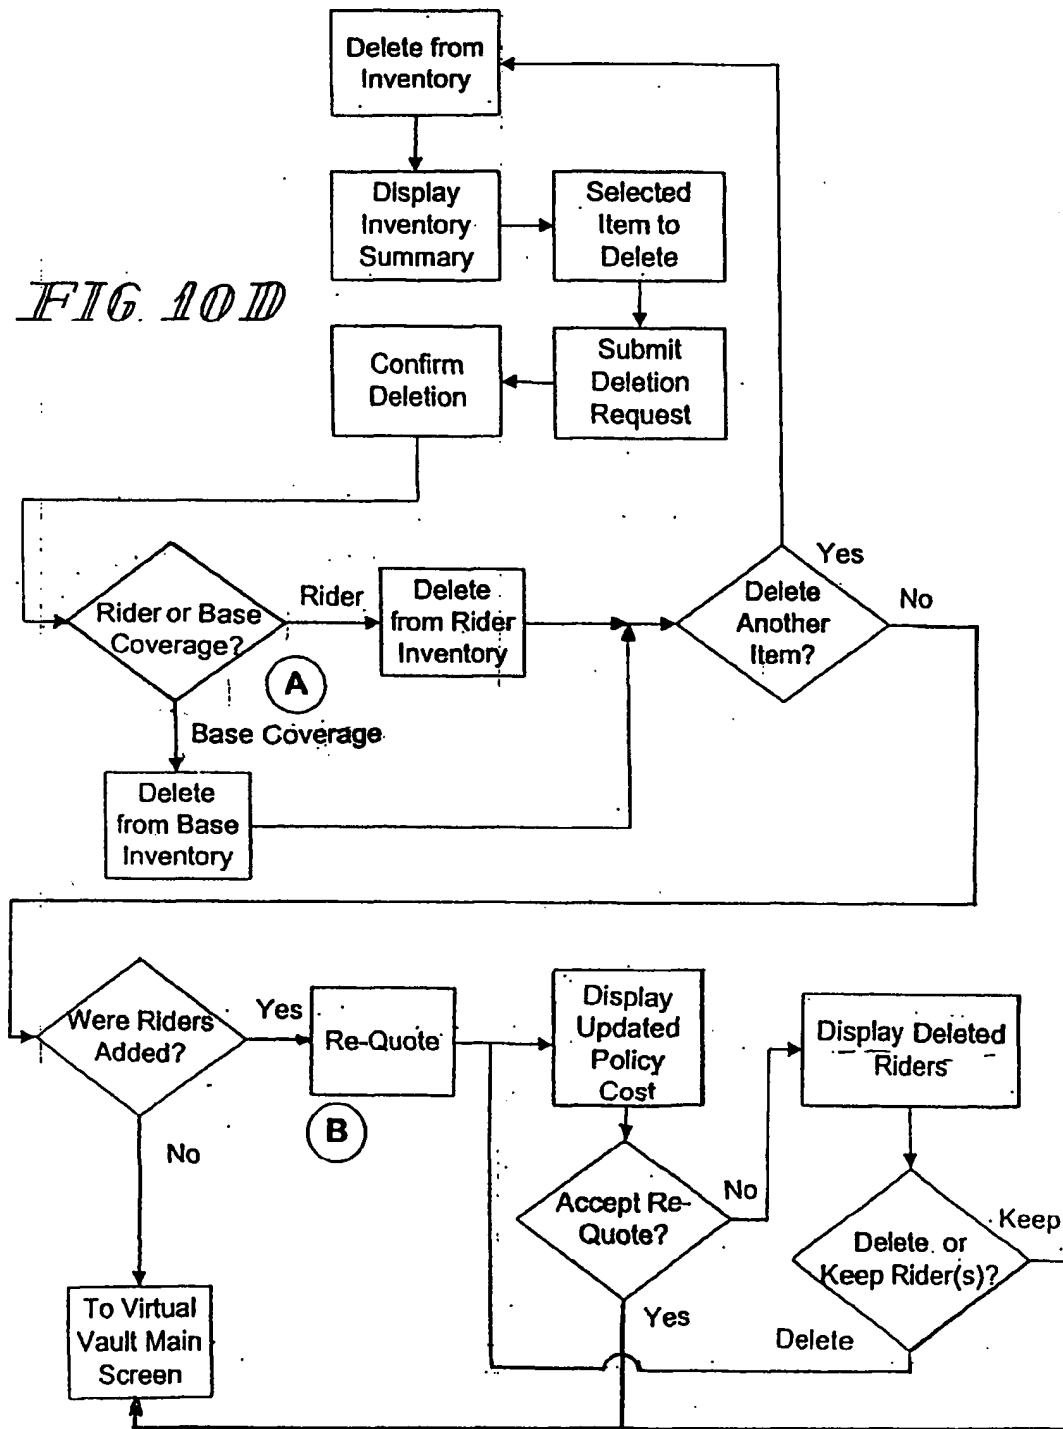 Delete from
Inventory
Display
Inventory
Summary
Selected
Item to
Delete
FIG. 10D
Confirm
Deletion
Submit
Deletion
Request
Rider or Base
Coverage?
Rider
Delete
from Rider
Inventory
Delete
Another
Item?
Yes
No
A
Base Coverage
Delete
from Base
Inventory
Were Riders
Added?
Yes
Re-Quote
Display
Updated
Policy
Cost
Display Deleted
Riders
B
No
Accept Re-
Quote?
No
Delete or
Keep Rider(s)?
Keep
Yes
Delete
To Virtual
Vault Main
Screen